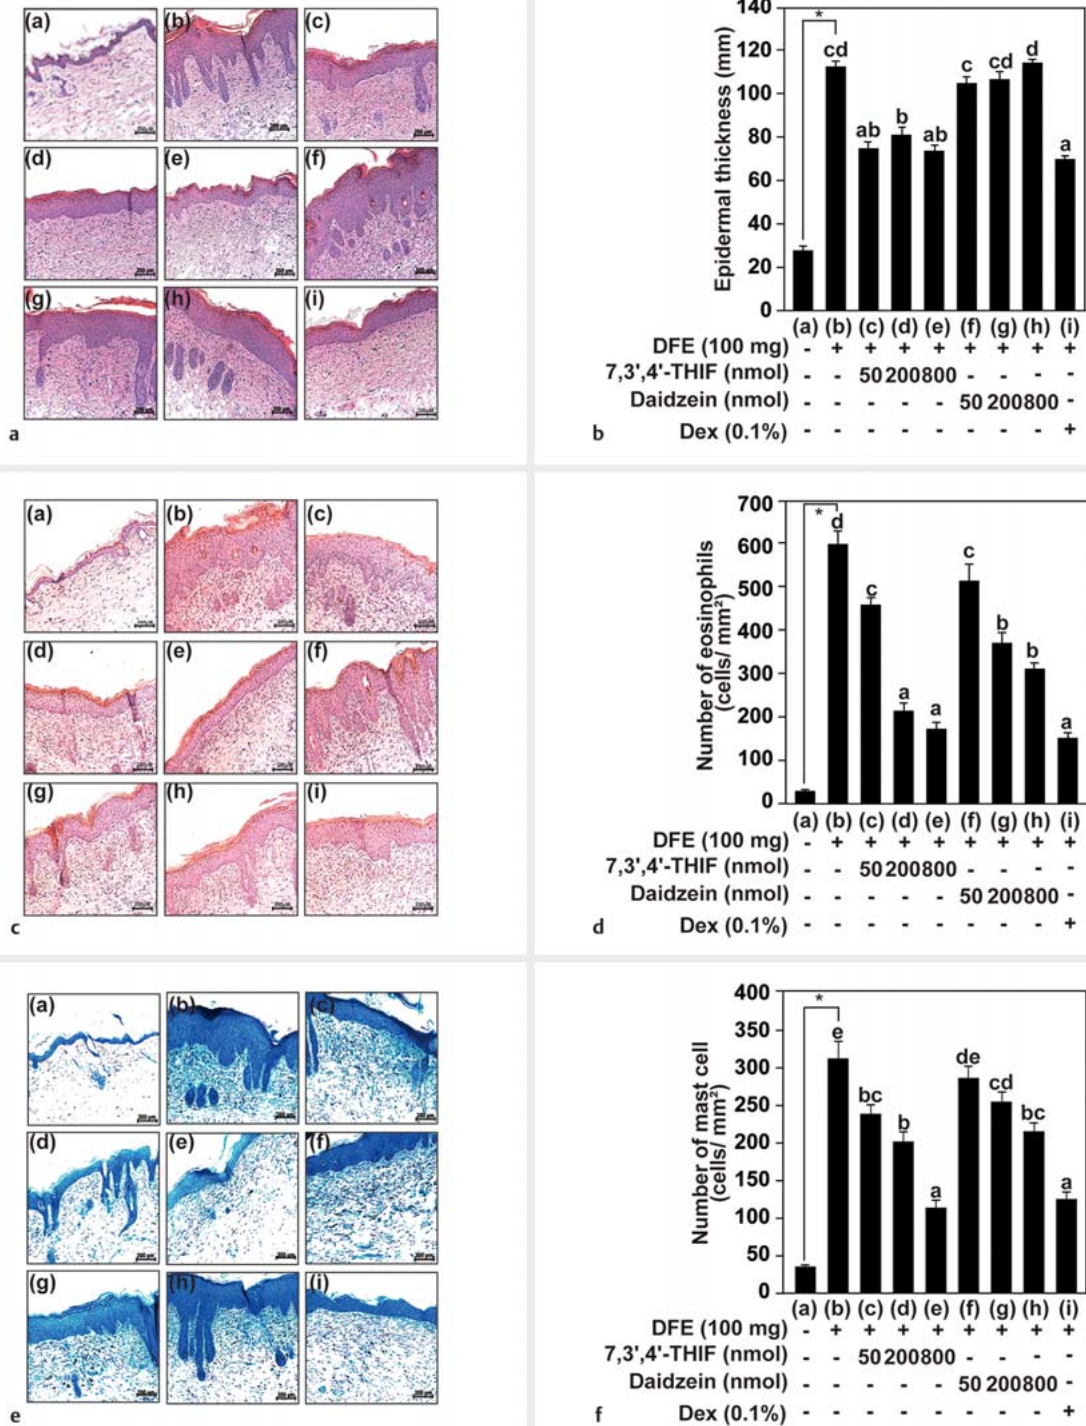 (a) (b) (c)
(d) (e) (f)
(g) (h) (i)
a
Epidermal thickness (mm)
140
120
100
80
60
40
20
0
*
cd ab b ab c cd d a
(a) (b) (c) (d) (e) (f) (g) (h) (i)
DFE (100 mg) - + + + + + + + +
7,3',4'-THIF (nmol) - - 50 200 800 - - - -
Daidzein (nmol) - - - - - 50 200 800 -
Dex (0.1%) - - - - - - - - +
b
(a) (b) (c)
(d) (e) (f)
(g) (h) (i)
c
Number of eosinophils
(cells/ mm²)
700
600
500
400
300
200
100
0
*
d c a a c b b a
(a) (b) (c) (d) (e) (f) (g) (h) (i)
DFE (100 mg) - + + + + + + + +
7,3',4'-THIF (nmol) - - 50 200 800 - - - -
Daidzein (nmol) - - - - - 50 200 800 -
Dex (0.1%) - - - - - - - - +
d
(a) (b) (c)
(d) (e) (f)
(g) (h) (i)
e
Number of mast cell
(cells/ mm²)
400
350
300
250
200
150
100
50
0
*
e bc b a de cd bc a
(a) (b) (c) (d) (e) (f) (g) (h) (i)
DFE (100 mg) - + + + + + + + +
7,3',4'-THIF (nmol) - - 50 200 800 - - - -
Daidzein (nmol) - - - - - 50 200 800 -
Dex (0.1%) - - - - - - - - +
f